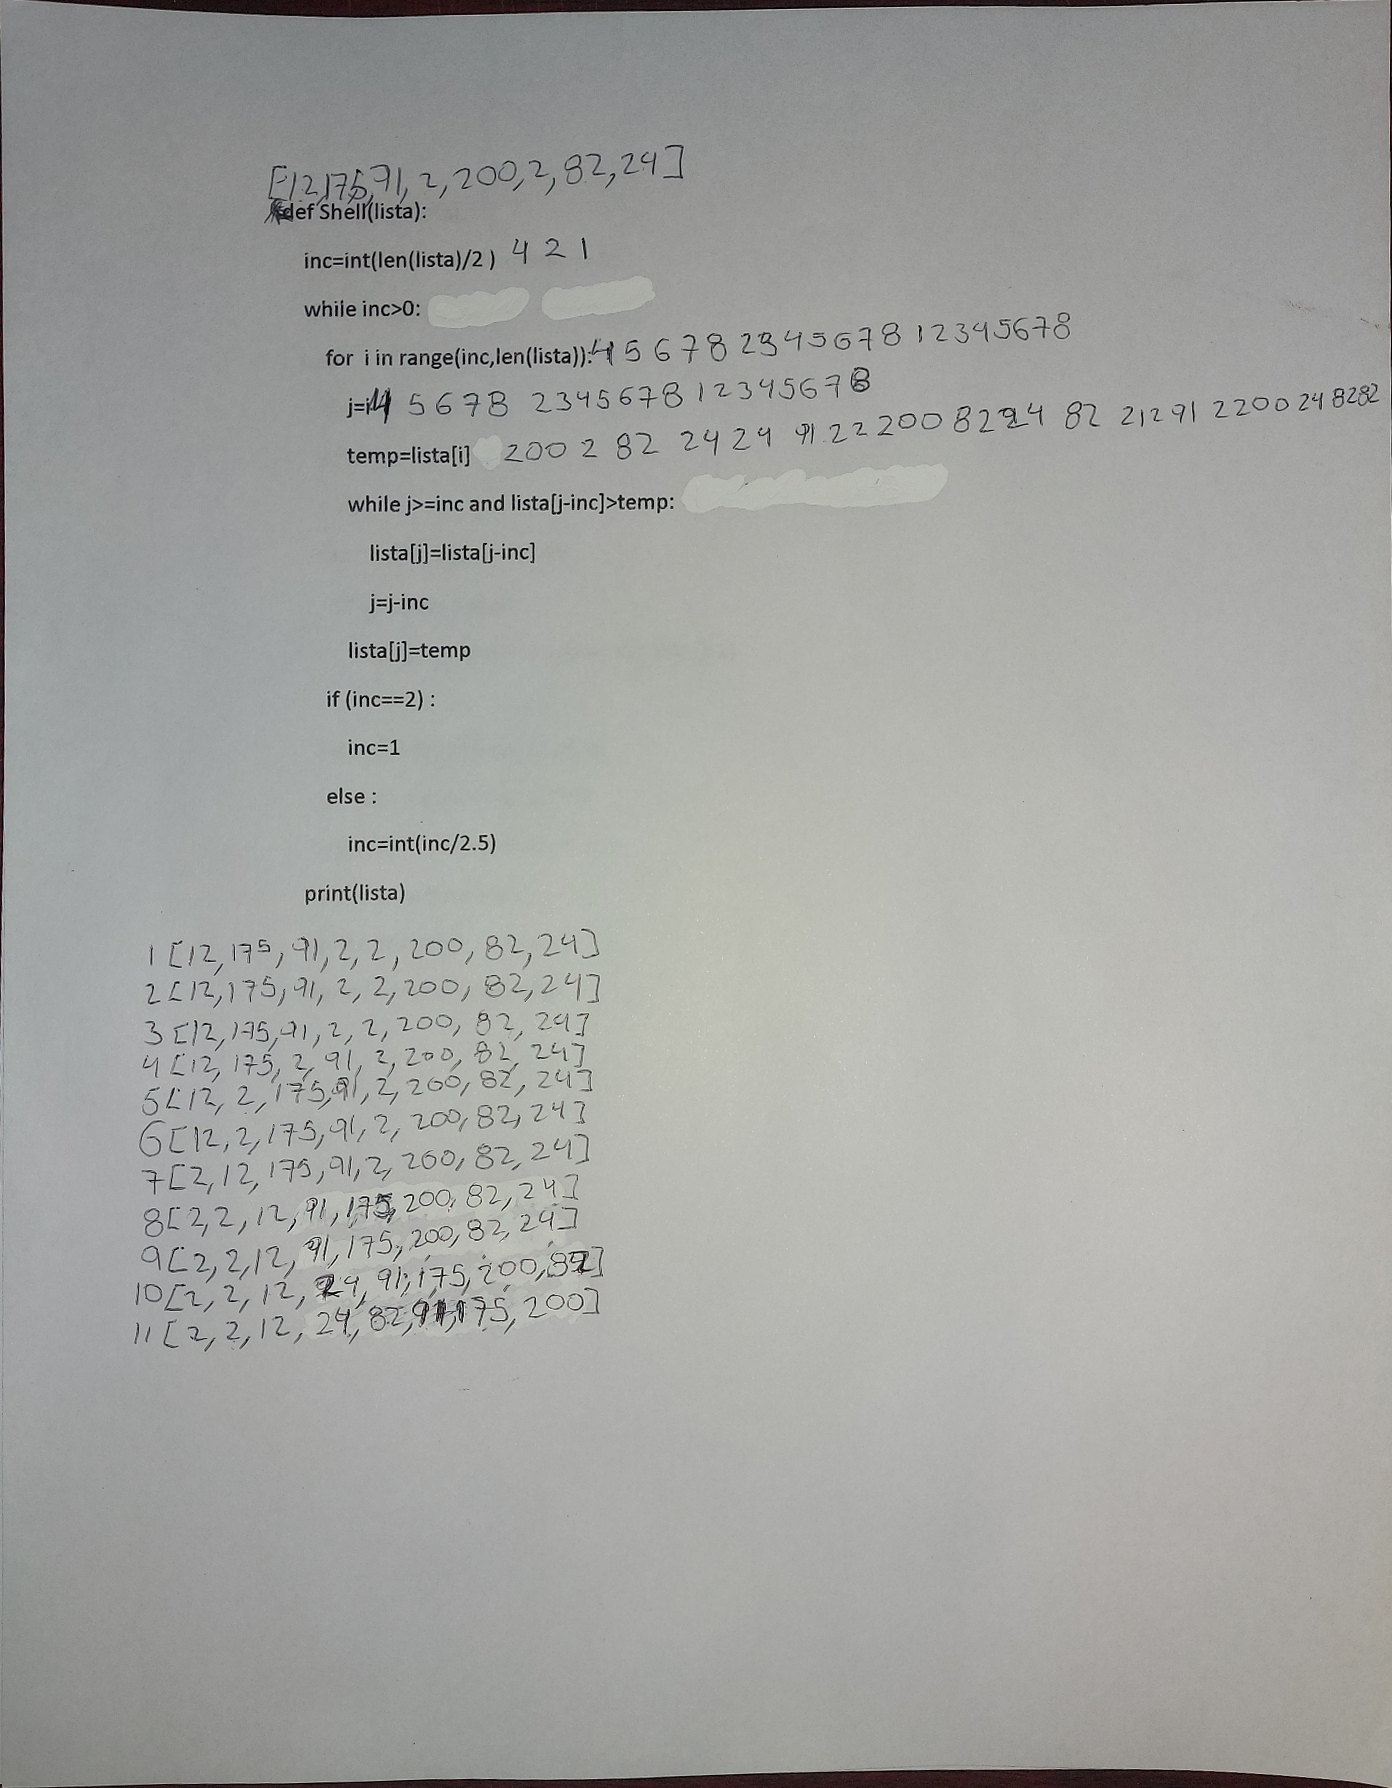 [12,175,91,2,200,2,82,24]
def Shell(lista):
inc=int(len(lista)/2 ) 4 2 1
while inc>0:
for i in range(inc,len(lista)):4 5 6 7 8 2 3 4 5 6 7 8 1 2 3 4 5 6 7 8
j=i 4 5 6 7 8 2 3 4 5 6 7 8 1 2 3 4 5 6 7 8
temp=lista[i] 200 2 82 24 24 91 2 2 200 82 24 82 2 12 91 2 200 24 82 82
while j>=inc and lista[j-inc]>temp:
lista[j]=lista[j-inc]
j=j-inc
lista[j]=temp
if (inc==2) :
inc=1
else :
inc=int(inc/2.5)
print(lista)
1 [12,175,91,2,2,200,82,24]
2 [12,175,91,2,2,200,82,24]
3 [12,175,91,2,2,200,82,24]
4 [12,175,2,91,2,200,82,24]
5 [12,2,175,91,2,200,82,24]
6 [12,2,175,91,2,200,82,24]
7 [2,12,175,91,2,200,82,24]
8 [2,2,12,91,175,200,82,24]
9 [2,2,12,91,175,200,82,24]
10 [2,2,12,24,91,175,200,82]
11 [2,2,12,24,82,91,175,200]